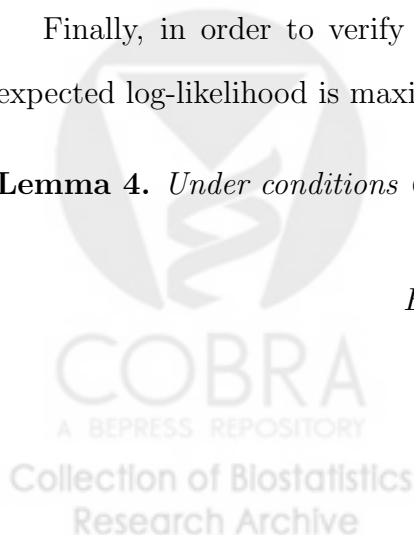 Finally, in order to verify
expected log-likelihood is maxi
Lemma 4. Under conditions
COBRA
A BEPRESS REPOSITORY
Collection of Biostatistics
Research Archive